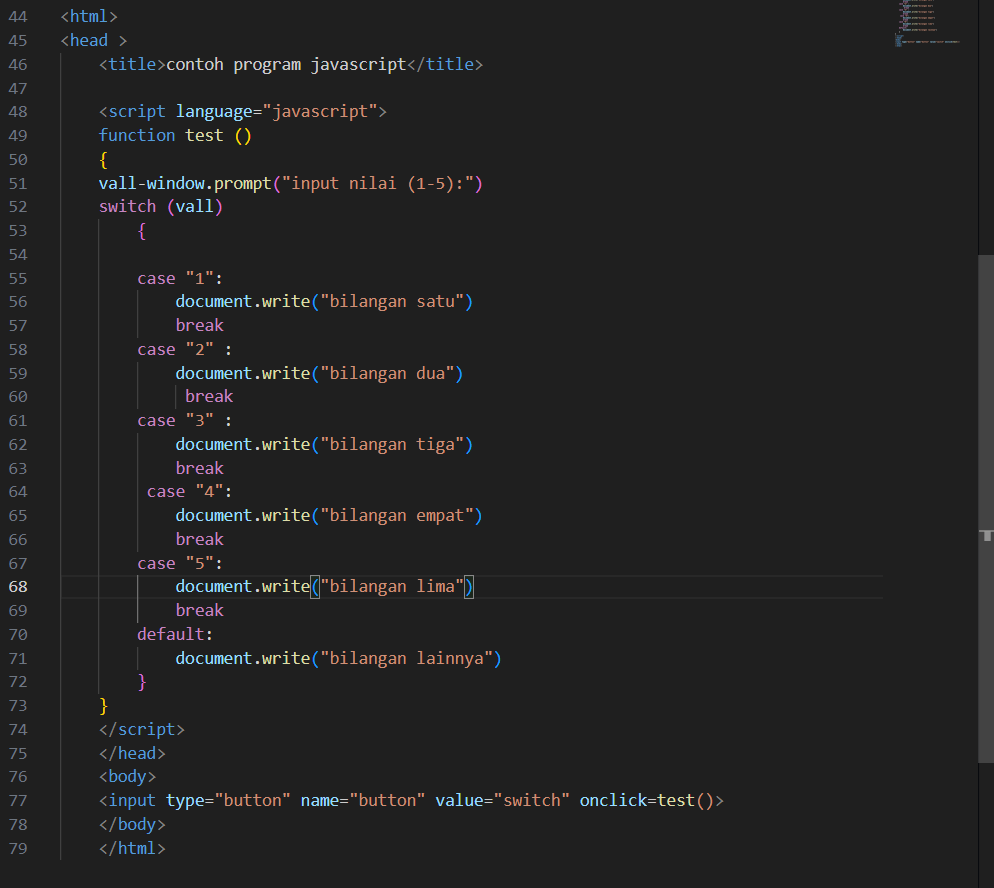 44 <html>
45 <head >
46 <title>contoh program javascript</title>
47
48 <script language="javascript">
49 function test ()
50 {
51 vall-window.prompt("input nilai (1-5):")
52 switch (vall)
53 {
54
55 case "1":
56 document.write("bilangan satu")
57 break
58 case "2" :
59 document.write("bilangan dua")
60 break
61 case "3" :
62 document.write("bilangan tiga")
63 break
64 case "4":
65 document.write("bilangan empat")
66 break
67 case "5":
68 document.write("bilangan lima")
69 break
70 default:
71 document.write("bilangan lainnya")
72 }
73 }
74 </script>
75 </head>
76 <body>
77 <input type="button" name="button" value="switch" onclick=test()>
78 </body>
79 </html>